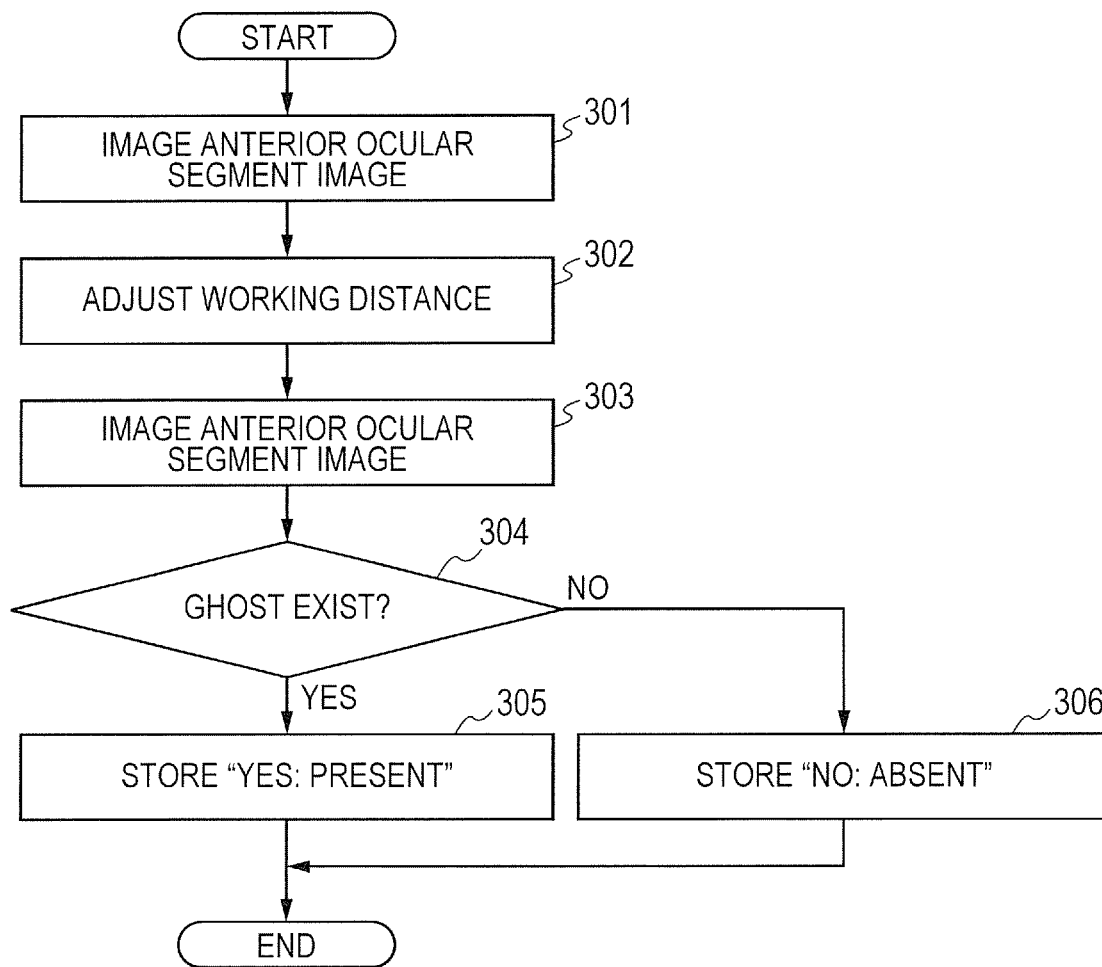 START
301
IMAGE ANTERIOR OCULAR
SEGMENT IMAGE
302
ADJUST WORKING DISTANCE
303
IMAGE ANTERIOR OCULAR
SEGMENT IMAGE
304
GHOST EXIST?
NO
YES
305
306
STORE “YES: PRESENT”
STORE “NO: ABSENT”
END